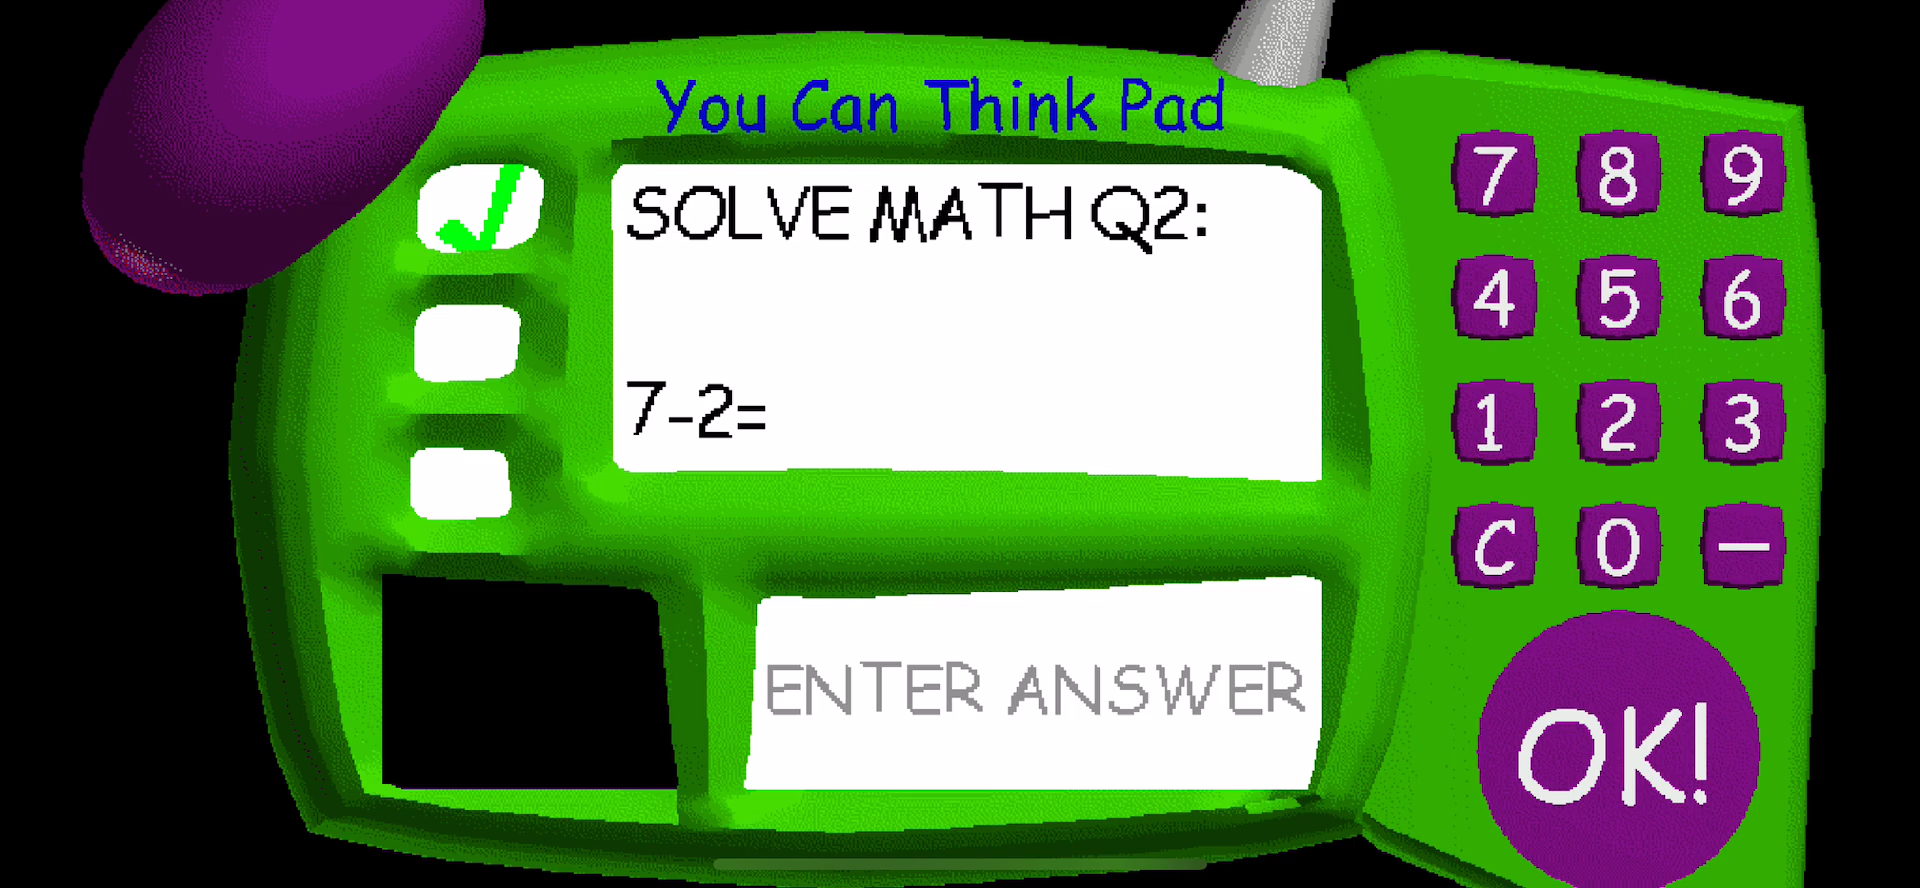 You Can Think Pad
SOLVE MATH Q2:
7-2=
ENTER ANSWER
7 8 9
4 5 6
1 2 3
C 0 —
OK!